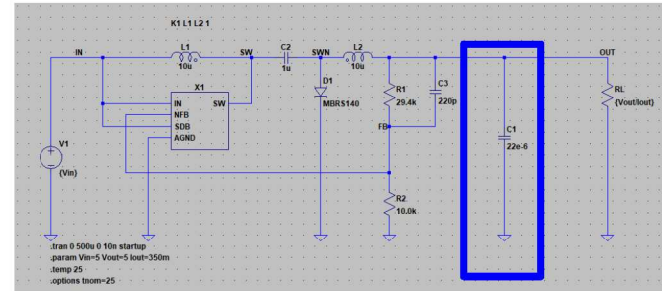 K1 L1 L2 1
IN
L1
10u
SW
C2
1u
SWN
L2
10u
OUT
X1
IN
SW
NFB
SDB
AGND
D1
MBRS140
R1
29.4k
C3
220p
FB
C1
22e-6
RL
{Vout/Iout}
V1
{Vin}
R2
10.0k
.tran 0 500u 0 10n startup
.param Vin=5 Vout=5 Iout=350m
.temp 25
.options tnom=25